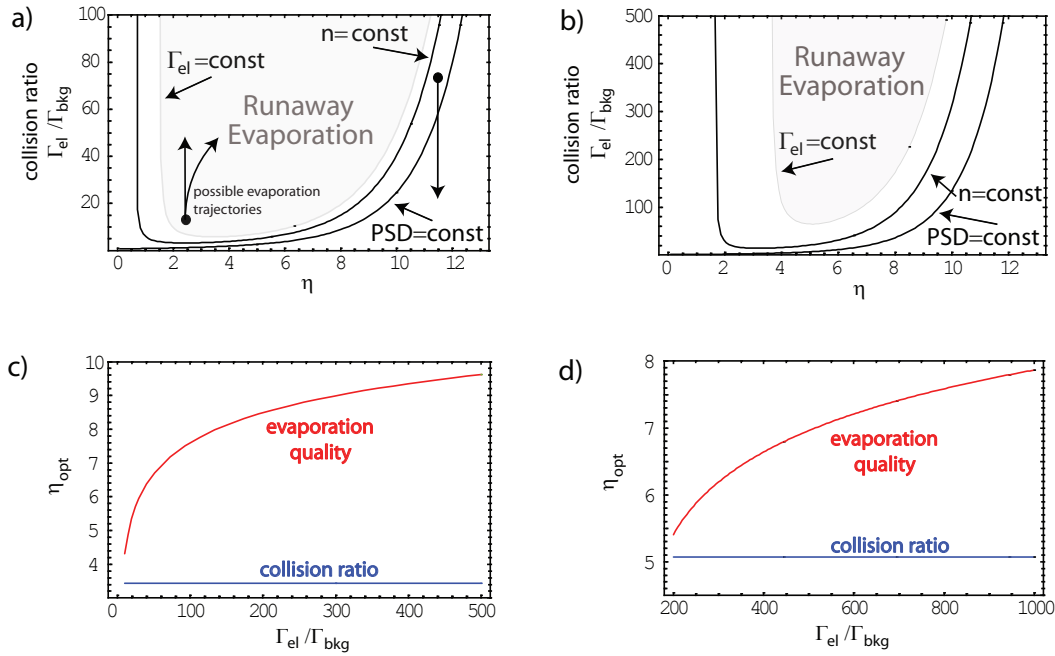 a)
collision ratio
Γel /Γbkg
100
80
60
40
20
0
2
4
6
8
10
12
η
Γel=const
n=const
Runaway
Evaporation
possible evaporation
trajectories
PSD=const
b)
collision ratio
Γel /Γbkg
500
400
300
200
100
0
2
4
6
8
10
12
η
Runaway
Evaporation
Γel=const
n=const
PSD=const
c)
ηopt
10
9
8
7
6
5
4
0
100
200
300
400
500
Γel /Γbkg
evaporation
quality
collision ratio
d)
ηopt
8
7
6
5
200
400
600
800
1000
Γel /Γbkg
evaporation
quality
collision ratio